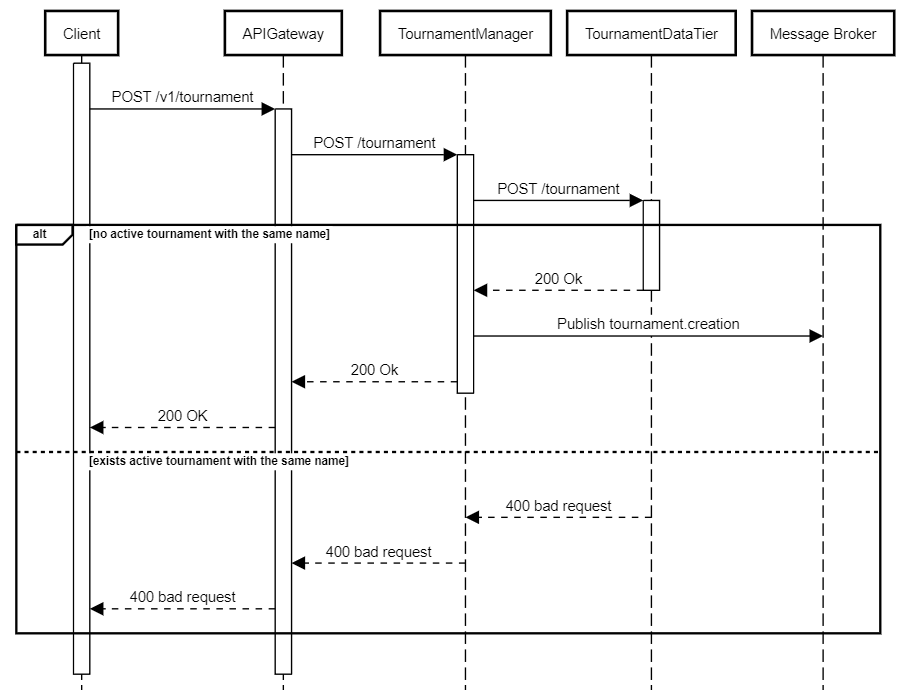 Client
APIGateway
TournamentManager
TournamentDataTier
Message Broker
POST /v1/tournament
POST /tournament
POST /tournament
alt
[no active tournament with the same name]
200 Ok
Publish tournament.creation
200 Ok
200 OK
[exists active tournament with the same name]
400 bad request
400 bad request
400 bad request